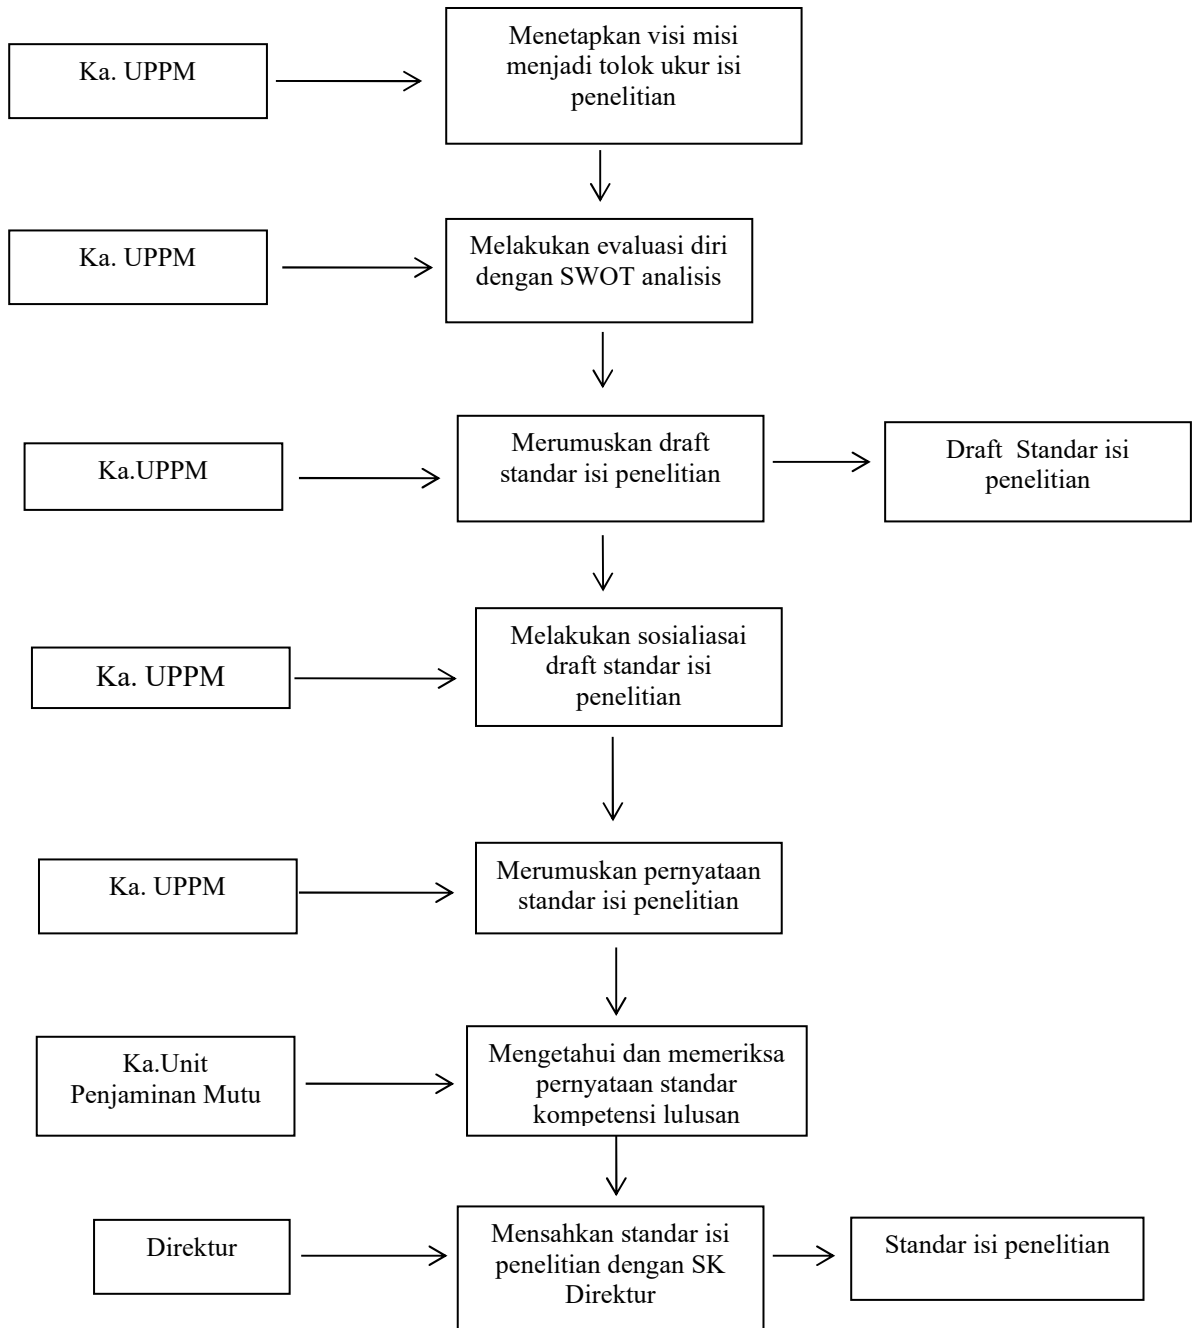 Ka. UPPM
Menetapkan visi misi
menjadi tolok ukur isi
penelitian
Ka. UPPM
Melakukan evaluasi diri
dengan SWOT analisis
Ka.UPPM
Merumuskan draft
standar isi penelitian
Draft  Standar isi
penelitian
Ka. UPPM
Melakukan sosialiasai
draft standar isi
penelitian
Ka. UPPM
Merumuskan pernyataan
standar isi penelitian
Ka.Unit
Penjaminan Mutu
Mengetahui dan memeriksa
pernyataan standar
kompetensi lulusan
Direktur
Mensahkan standar isi
penelitian dengan SK
Direktur
Standar isi penelitian